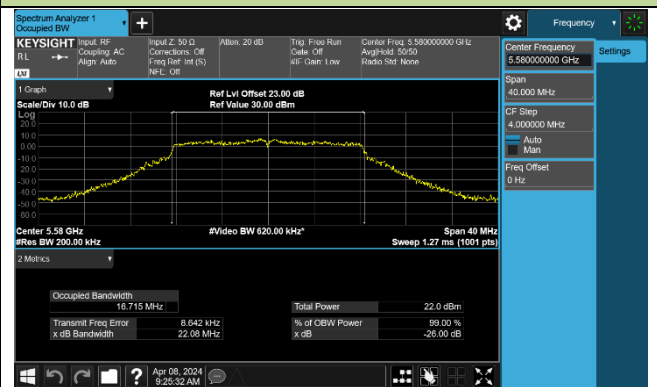 Spectrum Analyzer 1
Occupied BW
Frequency
KEYSIGHT
RL
LXI
Input: RF
Coupling: AC
Align: Auto
Input Z: 50 Ω
Corrections: Off
Freq Ref: Int (S)
NFE: Off
Atten: 20 dB
Trig: Free Run
Gate: Off
#IF Gain: Low
Center Freq: 5.580000000 GHz
Avg|Hold: 50/50
Radio Std: None
Center Frequency
5.580000000 GHz
Settings
Span
40.000 MHz
CF Step
4.000000 MHz
Auto
Man
Freq Offset
0 Hz
1 Graph
Scale/Div 10.0 dB
Ref Lvl Offset 23.00 dB
Ref Value 30.00 dBm
Log
20.0
10.0
0.00
-10.0
-20.0
-30.0
-40.0
-50.0
-60.0
Center 5.58 GHz
#Res BW 200.00 kHz
#Video BW 620.00 kHz*
Span 40 MHz
Sweep 1.27 ms (1001 pts)
2 Metrics
Occupied Bandwidth
16.715 MHz
Total Power 22.0 dBm
Transmit Freq Error 8.642 kHz
% of OBW Power 99.00 %
x dB Bandwidth 22.08 MHz
x dB -26.00 dB
?
Apr 08, 2024
9:25:32 AM